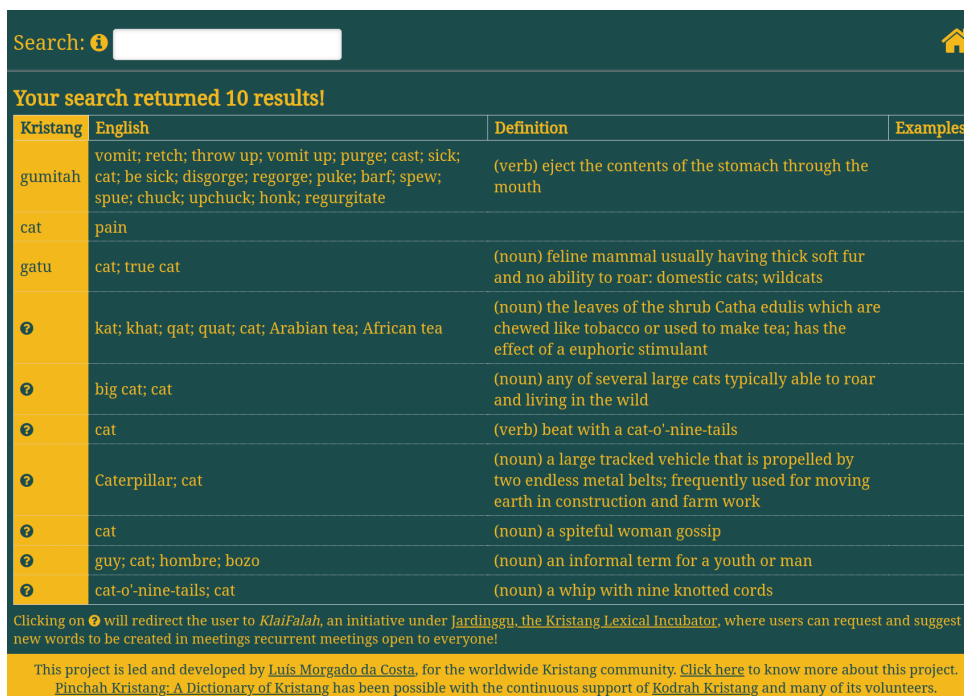 Search:
Your search returned 10 results!
Kristang English Definition Examples
gumitah vomit; retch; throw up; vomit up; purge; cast; sick; cat; be sick; disgorge; regorge; puke; barf; spew; spue; chuck; upchuck; honk; regurgitate (verb) eject the contents of the stomach through the mouth
cat pain
gatu cat; true cat (noun) feline mammal usually having thick soft fur and no ability to roar: domestic cats; wildcats
? kat; khat; qat; quat; cat; Arabian tea; African tea (noun) the leaves of the shrub Catha edulis which are chewed like tobacco or used to make tea; has the effect of a euphoric stimulant
? big cat; cat (noun) any of several large cats typically able to roar and living in the wild
? cat (verb) beat with a cat-o'-nine-tails
? Caterpillar; cat (noun) a large tracked vehicle that is propelled by two endless metal belts; frequently used for moving earth in construction and farm work
? cat (noun) a spiteful woman gossip
? guy; cat; hombre; bozo (noun) an informal term for a youth or man
? cat-o'-nine-tails; cat (noun) a whip with nine knotted cords
Clicking on ? will redirect the user to KlaiFalah, an initiative under Jardinggu, the Kristang Lexical Incubator, where users can request and suggest
new words to be created in meetings recurrent meetings open to everyone!
This project is led and developed by Luís Morgado da Costa, for the worldwide Kristang community. Click here to know more about this project.
Pinchah Kristang: A Dictionary of Kristang has been possible with the continuous support of Kodrah Kristang and many of its volunteers.